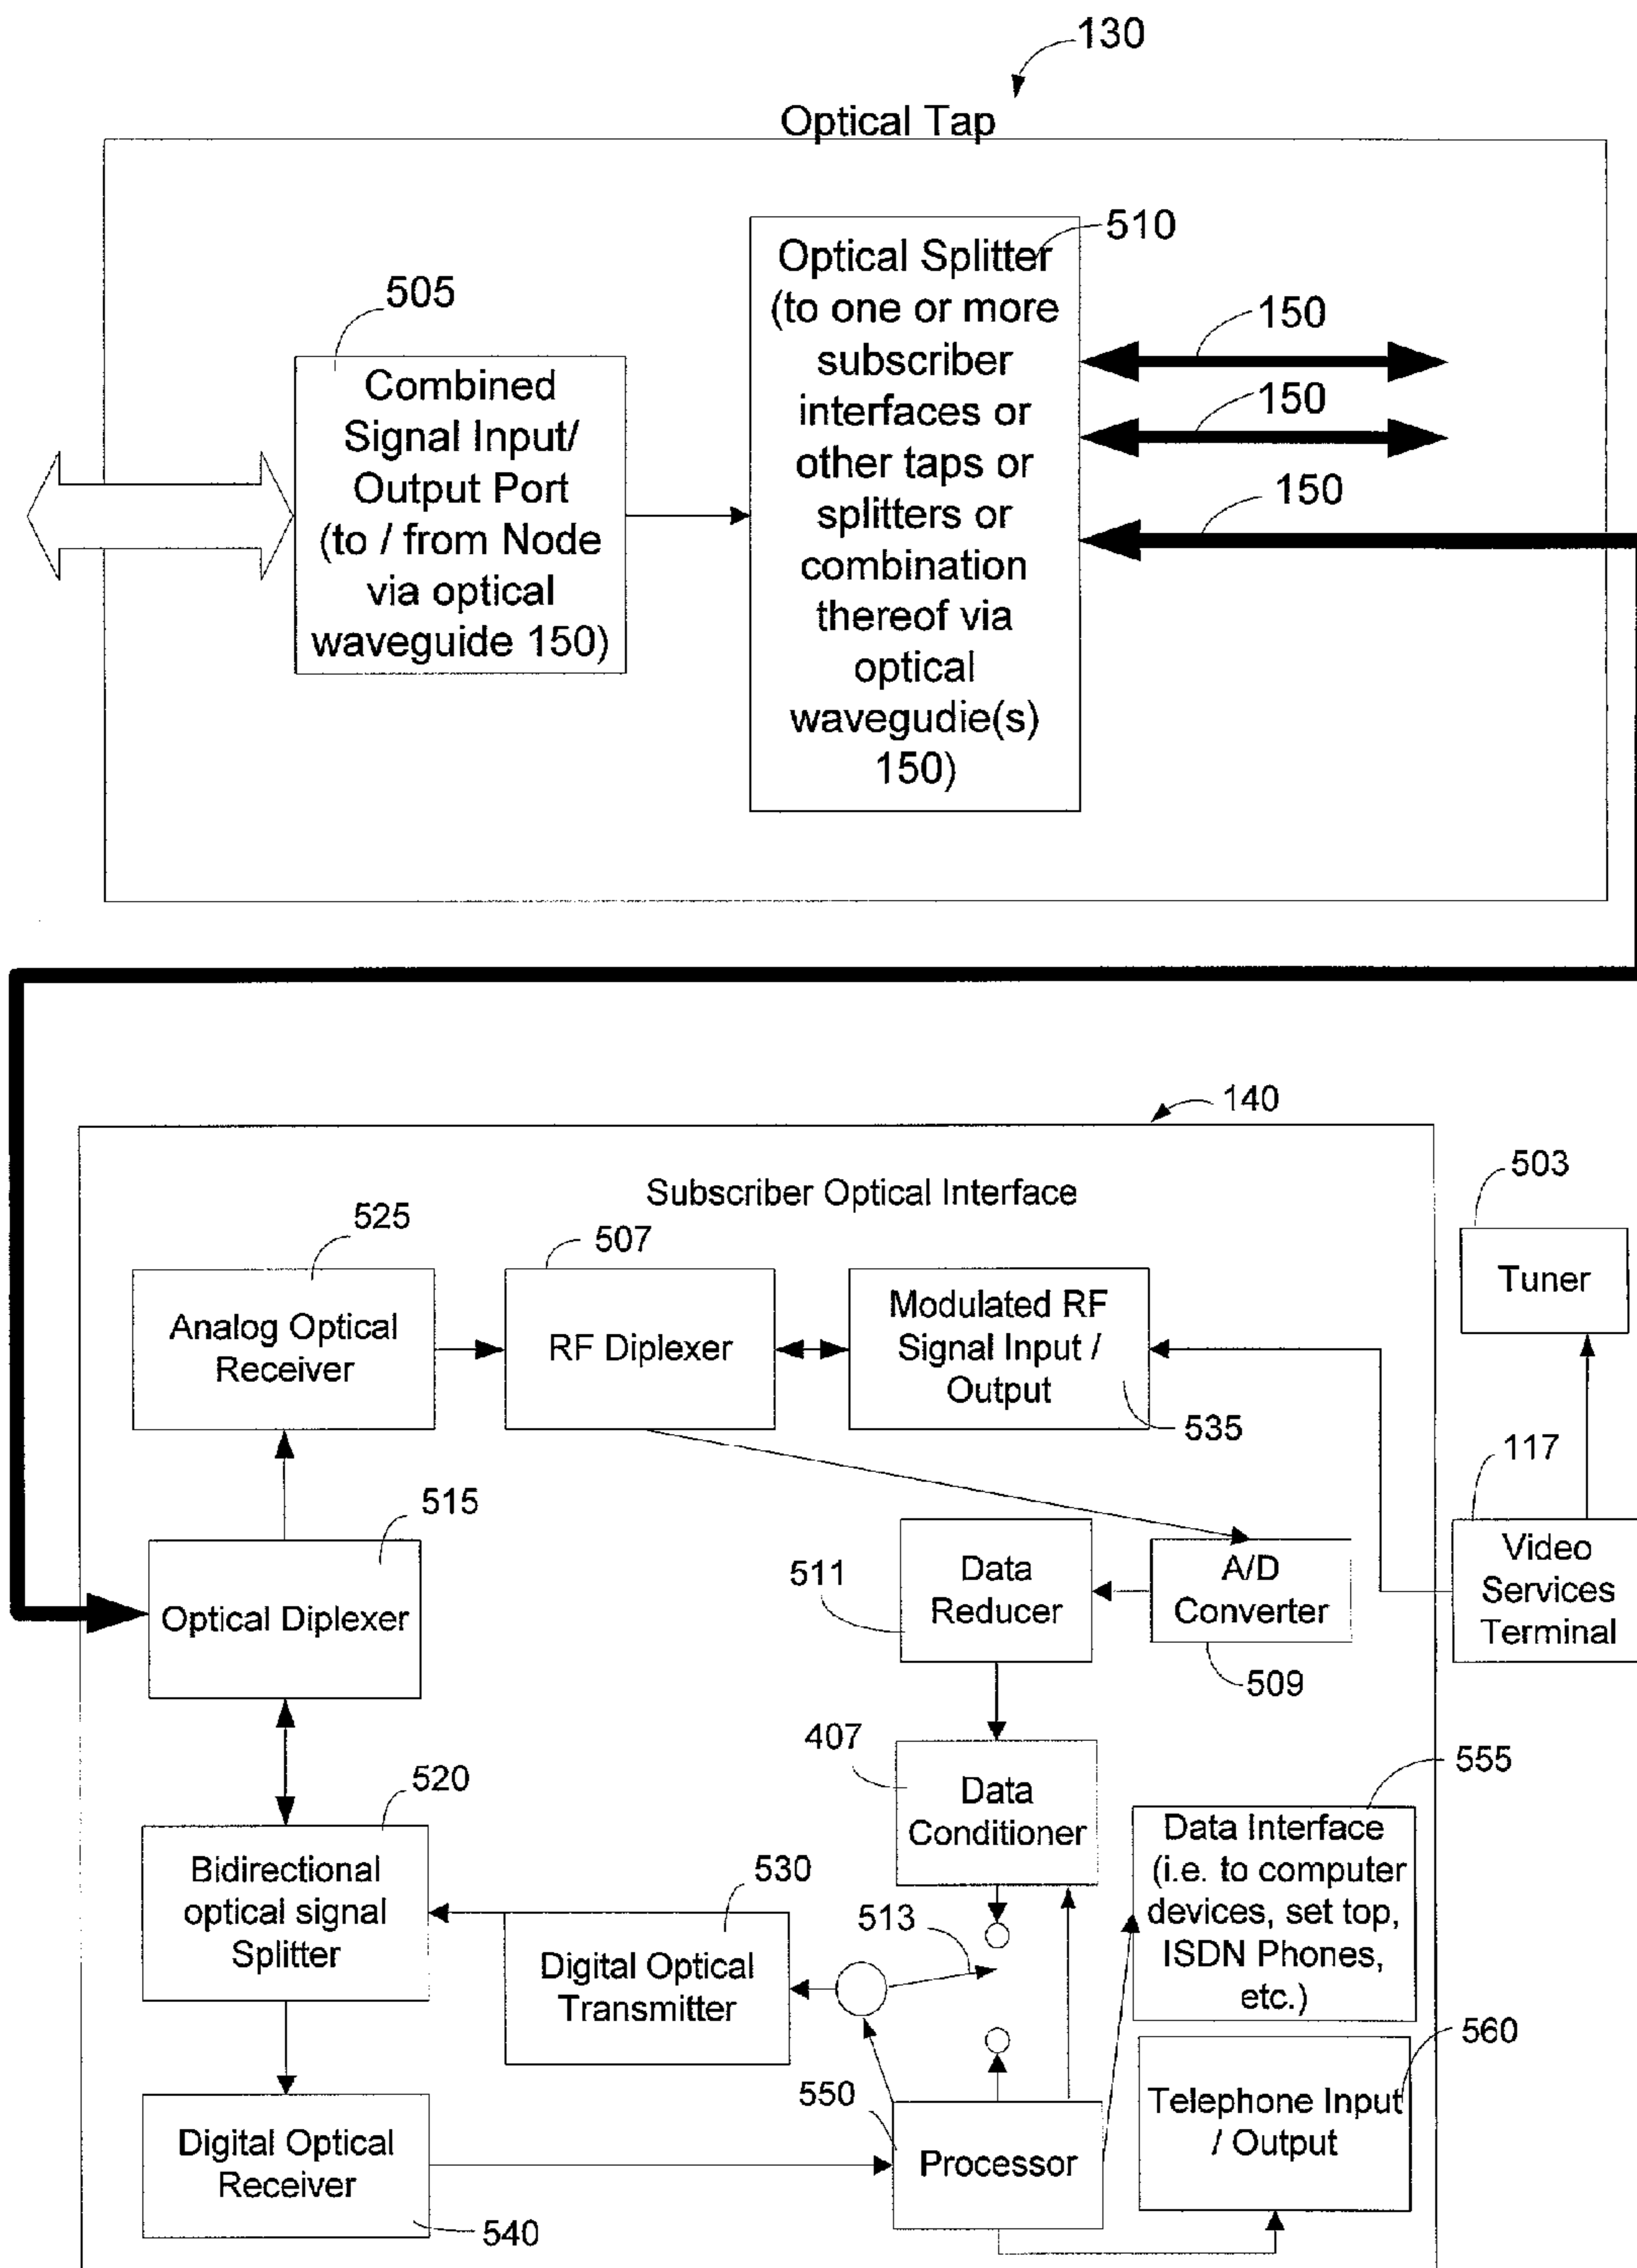 130
Optical Tap
510
Optical Splitter
(to one or more
subscriber
interfaces or
other taps or
splitters or
combination
thereof via
optical
wavegudie(s)
150)
505
Combined
Signal Input/
Output Port
(to / from Node
via optical
waveguide 150)
150
150
150
140
Subscriber Optical Interface
503
Tuner
525
Analog Optical
Receiver
507
RF Diplexer
Modulated RF
Signal Input /
Output
535
117
Video
Services
Terminal
515
Optical Diplexer
511
Data
Reducer
A/D
Converter
509
407
Data
Conditioner
555
Data Interface
(i.e. to computer
devices, set top,
ISDN Phones,
etc.)
520
Bidirectional
optical signal
Splitter
530
Digital Optical
Transmitter
513
560
Telephone Input
/ Output
550
Processor
Digital Optical
Receiver
540